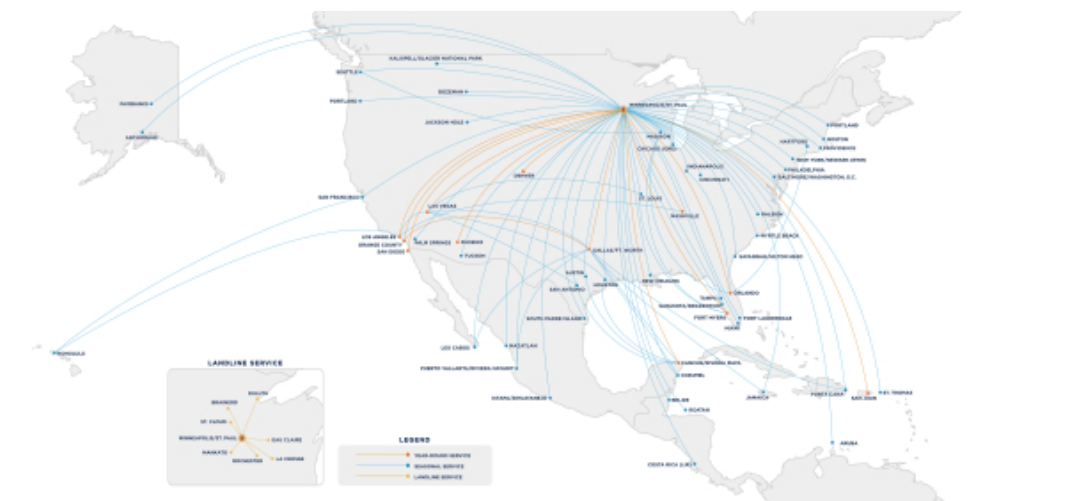 KALISPELL/GLACIER NATIONAL PARK
SEATTLE
BOZEMAN
FAIRBANKS
PORTLAND
MINNEAPOLIS/ST. PAUL
JACKSON HOLE
PORTLAND
ANCHORAGE
MADISON
BOSTON
HARTFORD
CHICAGO (ORD)
PROVIDENCE
NEW YORK/NEWARK (EWR)
INDIANAPOLIS
PHILADELPHIA
DENVER
CINCINNATI
BALTIMORE/WASHINGTON, D.C.
SAN FRANCISCO
ST. LOUIS
LAS VEGAS
NASHVILLE
RALEIGH
LOS ANGELES
ORANGE COUNTY
PALM SPRINGS
PHOENIX
MYRTLE BEACH
SAN DIEGO
DALLAS/FT. WORTH
TUCSON
SAVANNAH/HILTON HEAD
AUSTIN
NEW ORLEANS
HOUSTON
SAN ANTONIO
ORLANDO
TAMPA
SARASOTA/BRADENTON
SOUTH PADRE ISLAND
FORT MYERS
FORT LAUDERDALE
MIAMI
LOS CABOS
MAZATLAN
HONOLULU
CANCUN/RIVIERA MAYA
PUERTO VALLARTA/RIVIERA NAYARIT
COZUMEL
IXTAPA/ZIHUATANEJO
BELIZE
ROATAN
JAMAICA
PUNTA CANA
SAN JUAN
ST. THOMAS
ARUBA
COSTA RICA (LIR)
LANDLINE SERVICE
DULUTH
BRAINERD
ST. CLOUD
MINNEAPOLIS/ST. PAUL
EAU CLAIRE
MANKATO
ROCHESTER
LA CROSSE
LEGEND
YEAR-ROUND SERVICE
SEASONAL SERVICE
LANDLINE SERVICE